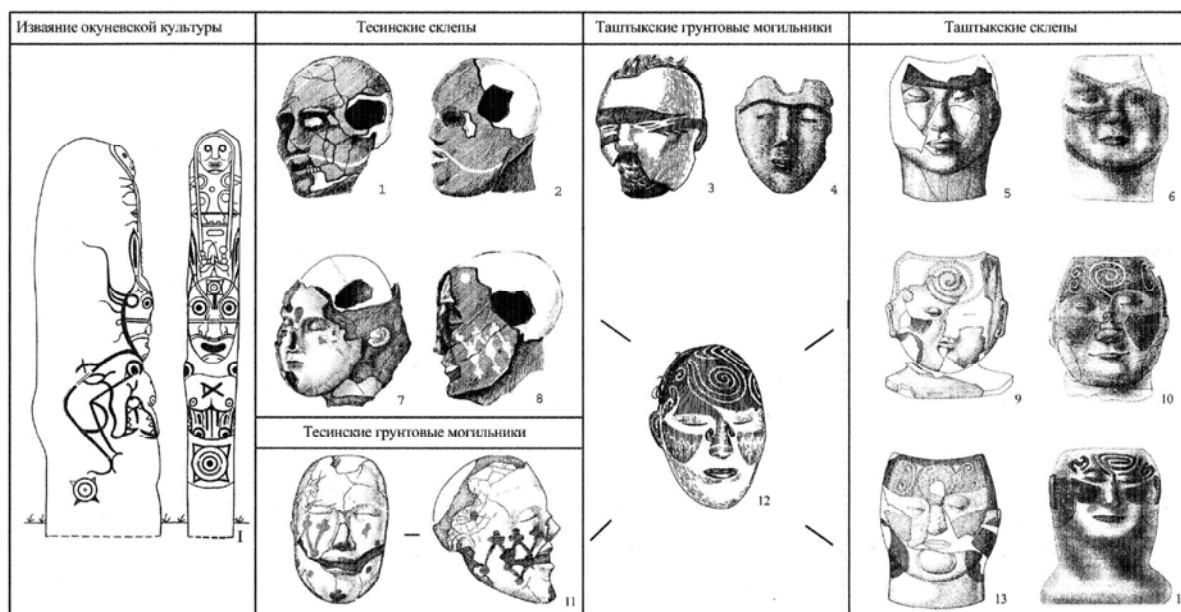 Изваяние окуневской культуры
Тесинские склепы
Таштыкские грунтовые могильники
Таштыкские склепы
1
2
3
4
5
6
7
8
9
10
Тесинские грунтовые могильники
11
12
13
1
I